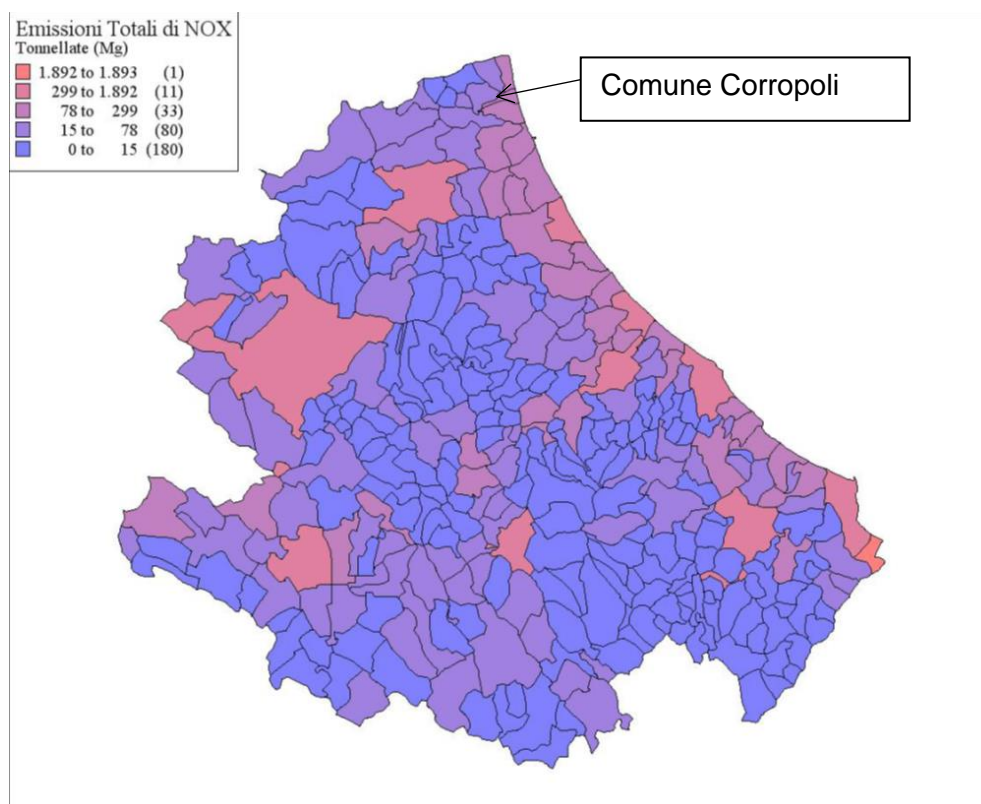 Emissioni Totali di NOX
Tonnellate (Mg)
1.892 to 1.893 (1)
299 to 1.892 (11)
78 to 299 (33)
15 to 78 (80)
0 to 15 (180)
Comune Corropoli